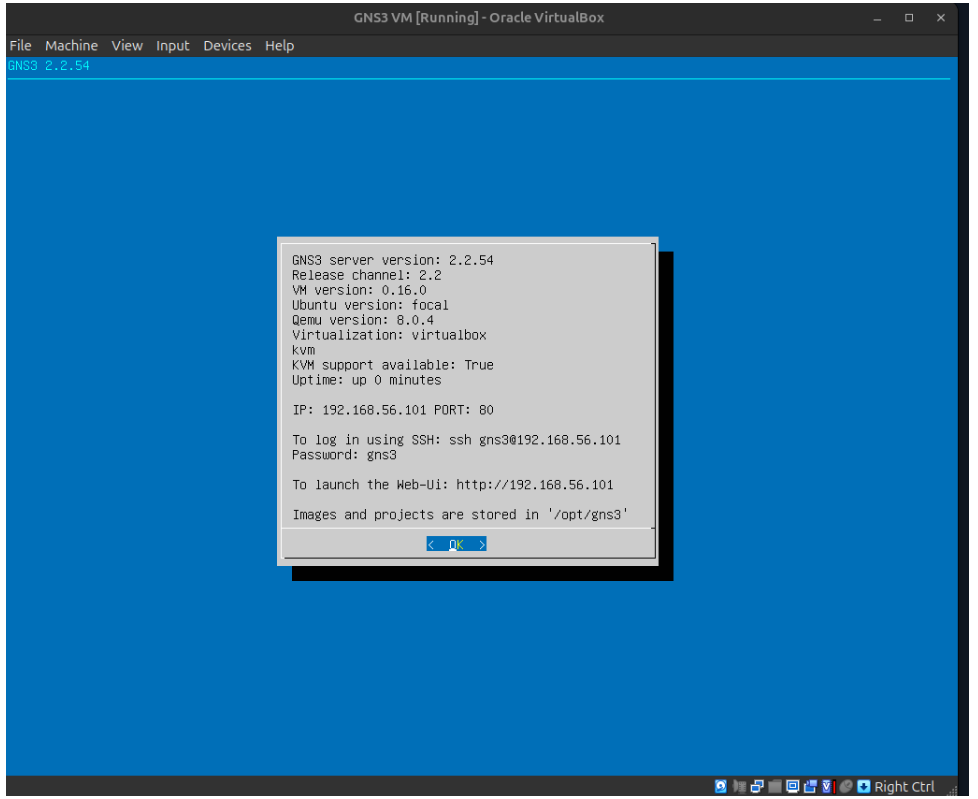 GNS3 VM [Running] - Oracle VirtualBox
File Machine View Input Devices Help
GNS3 2.2.54
GNS3 server version: 2.2.54
Release channel: 2.2
VM version: 0.16.0
Ubuntu version: focal
Qemu version: 8.0.4
Virtualization: virtualbox
kvm
KVM support available: True
Uptime: up 0 minutes
IP: 192.168.56.101 PORT: 80
To log in using SSH: ssh gns3@192.168.56.101
Password: gns3
To launch the Web-Ui: http://192.168.56.101
Images and projects are stored in '/opt/gns3'
< OK >
Right Ctrl